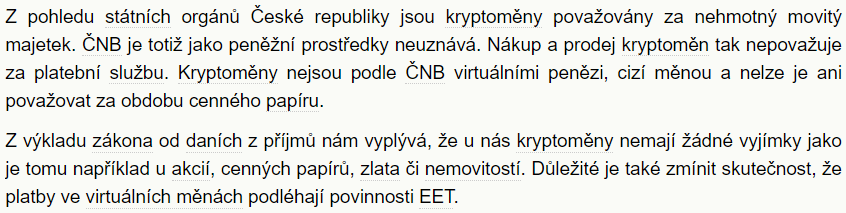 Z pohledu státních orgánů České republiky jsou kryptoměny považovány za nehmotný movitý
majetek. ČNB je totiž jako peněžní prostředky neuznává. Nákup a prodej kryptoměn tak nepovažuje
za platební službu. Kryptoměny nejsou podle ČNB virtuálními penězi, cizí měnou a nelze je ani
považovat za obdobu cenného papíru.
Z výkladu zákona od daních z příjmů nám vyplývá, že u nás kryptoměny nemají žádné vyjímky jako
je tomu například u akcií, cenných papírů, zlata či nemovitostí. Důležité je také zmínit skutečnost, že
platby ve virtuálních měnách podléhají povinnosti EET.